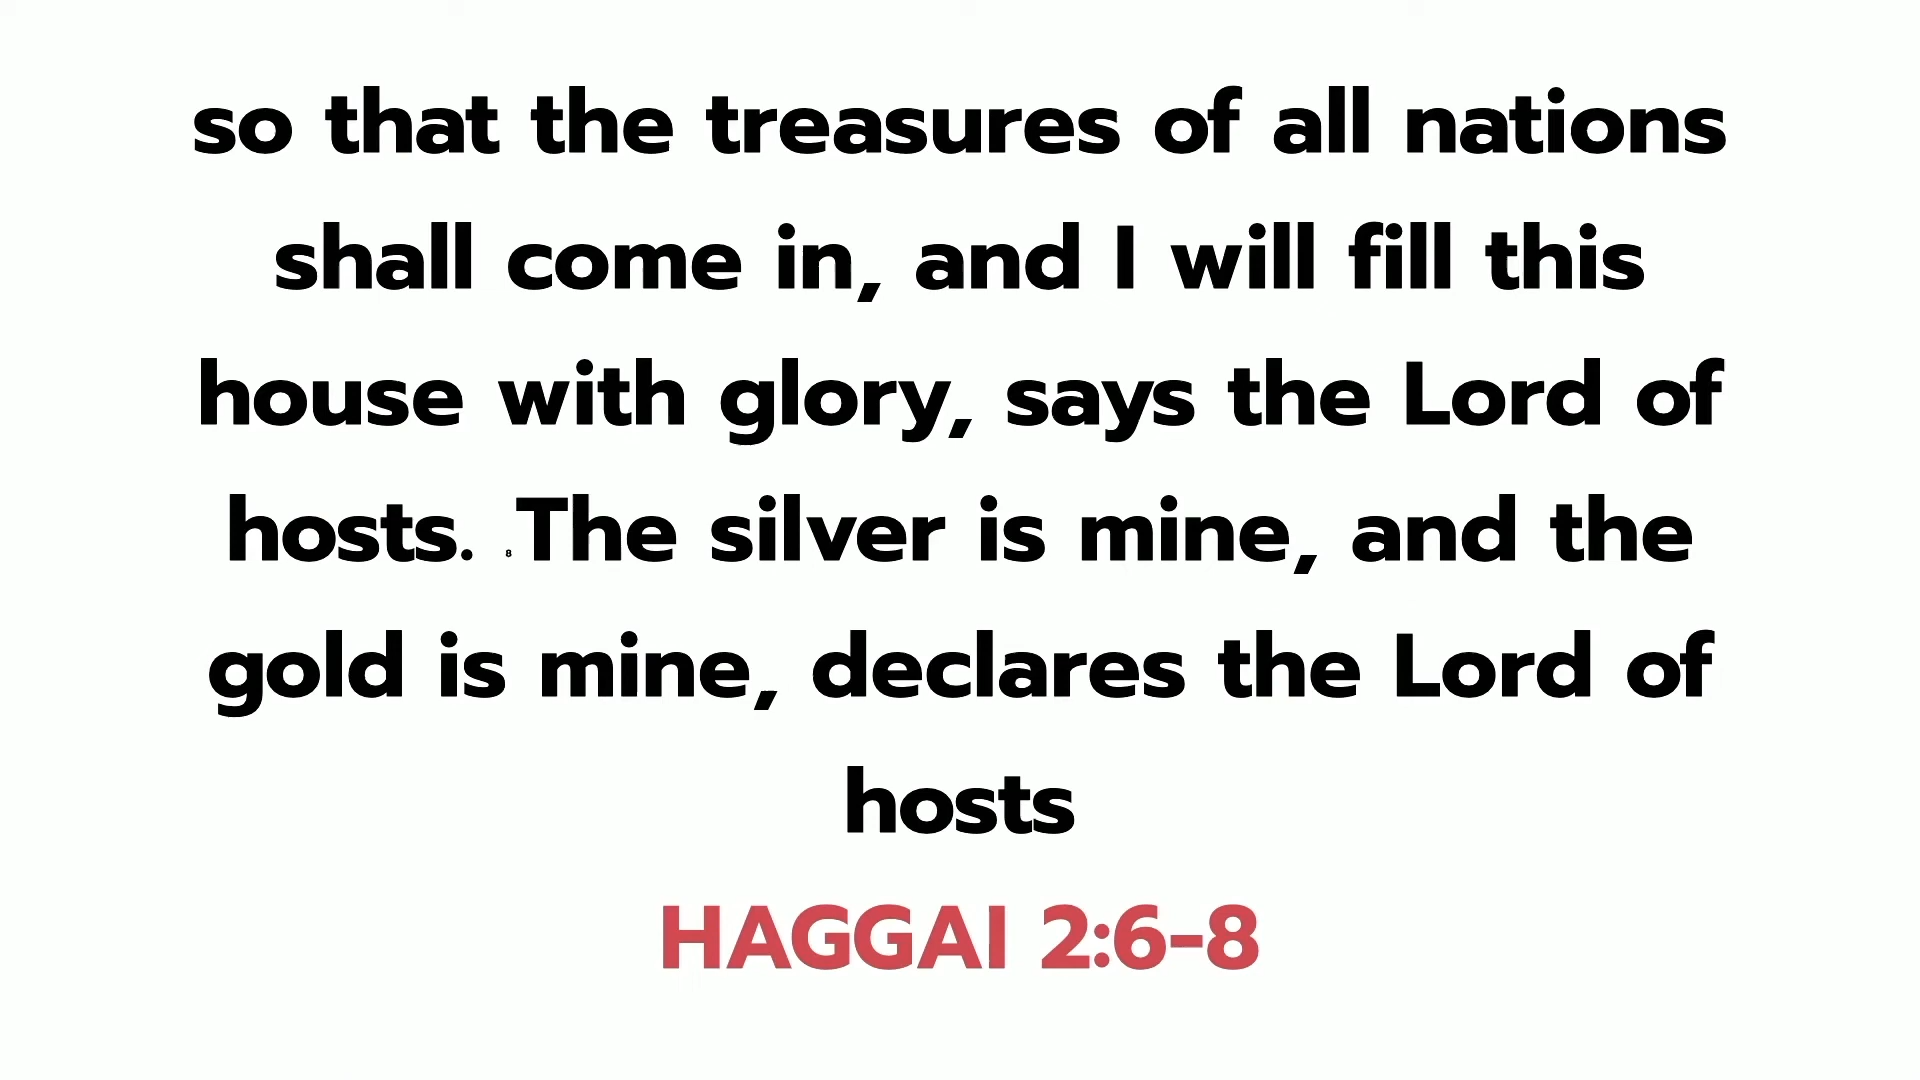 so that the treasures of all nations
shall come in, and I will fill this
house with glory, says the Lord of
hosts. 8 The silver is mine, and the
gold is mine, declares the Lord of
hosts
HAGGAI 2:6-8